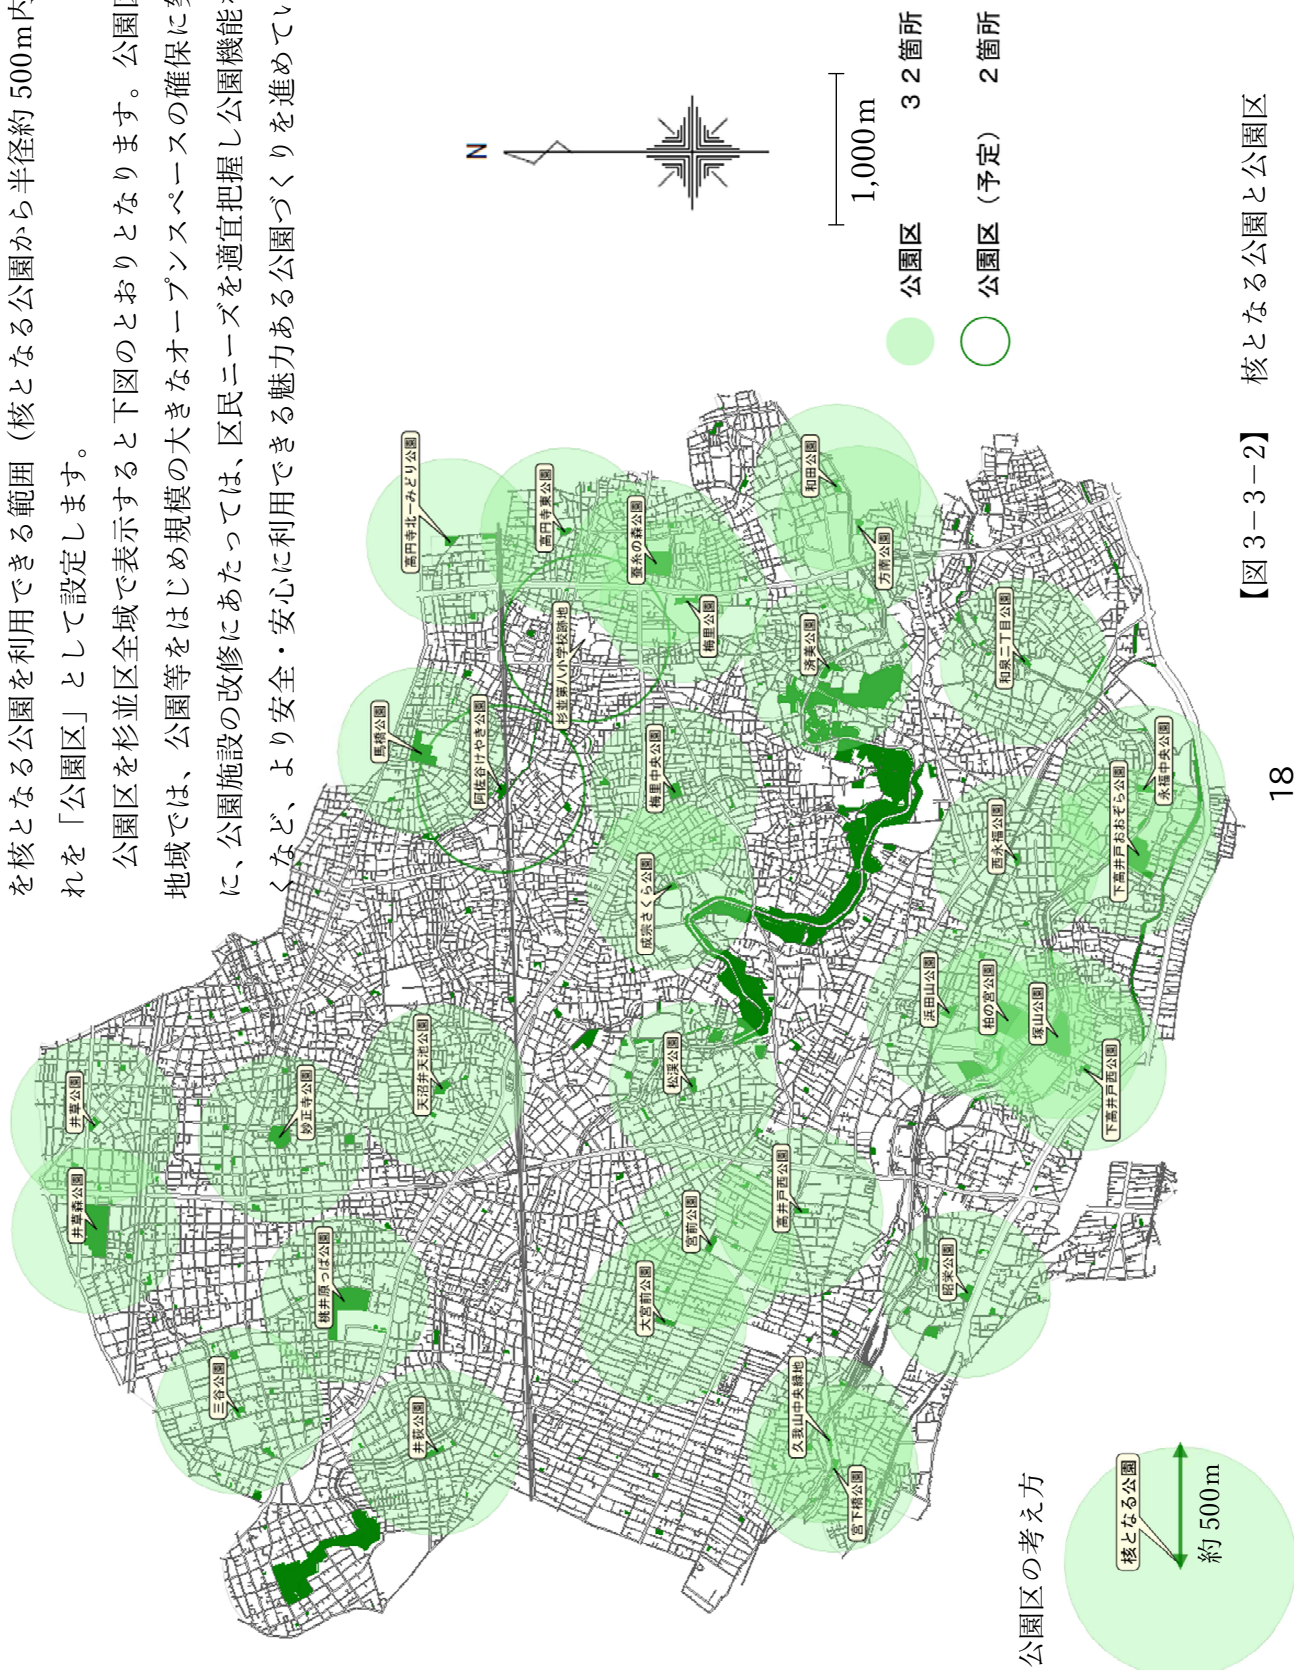 を核となる公園を利用できる範囲（核となる公園から半径約 500m内
れを「公園区」として設定します。
公園区を杉並区全域で表示すると下図のとおりとなります。公園
地域では、公園等をはじめ規模の大きなオープンスペースの確保に
に、公園施設の改修にあたっては、区民ニーズを適宜把握し公園機能
くなど、より安全・安心に利用できる魅力ある公園づくりを進めてい
N
1,000m
公園区　３２箇所
公園区（予定）　２箇所
高円寺北一みどり公園
馬橋公園
高円寺東公園
阿佐谷けやき公園
杉並第八小学校跡地
蚕糸の森公園
梅里公園
梅里中央公園
成宗さくら公園
和田公園
済美公園
方南公園
和泉二丁目公園
西永福公園
永福中央公園
下高井戸おおぞら公園
浜田山公園
柏の宮公園
塚山公園
下高井戸西公園
井草公園
井草森公園
妙正寺公園
天沼弁天池公園
桃井原っぱ公園
三谷公園
井荻公園
松渓公園
宮前公園
大宮前公園
高井戸西公園
昭栄公園
久我山中央緑地
宮下橋公園
公園区の考え方
核となる公園
約 500m
【図３−３−２】　核となる公園と公園区
18